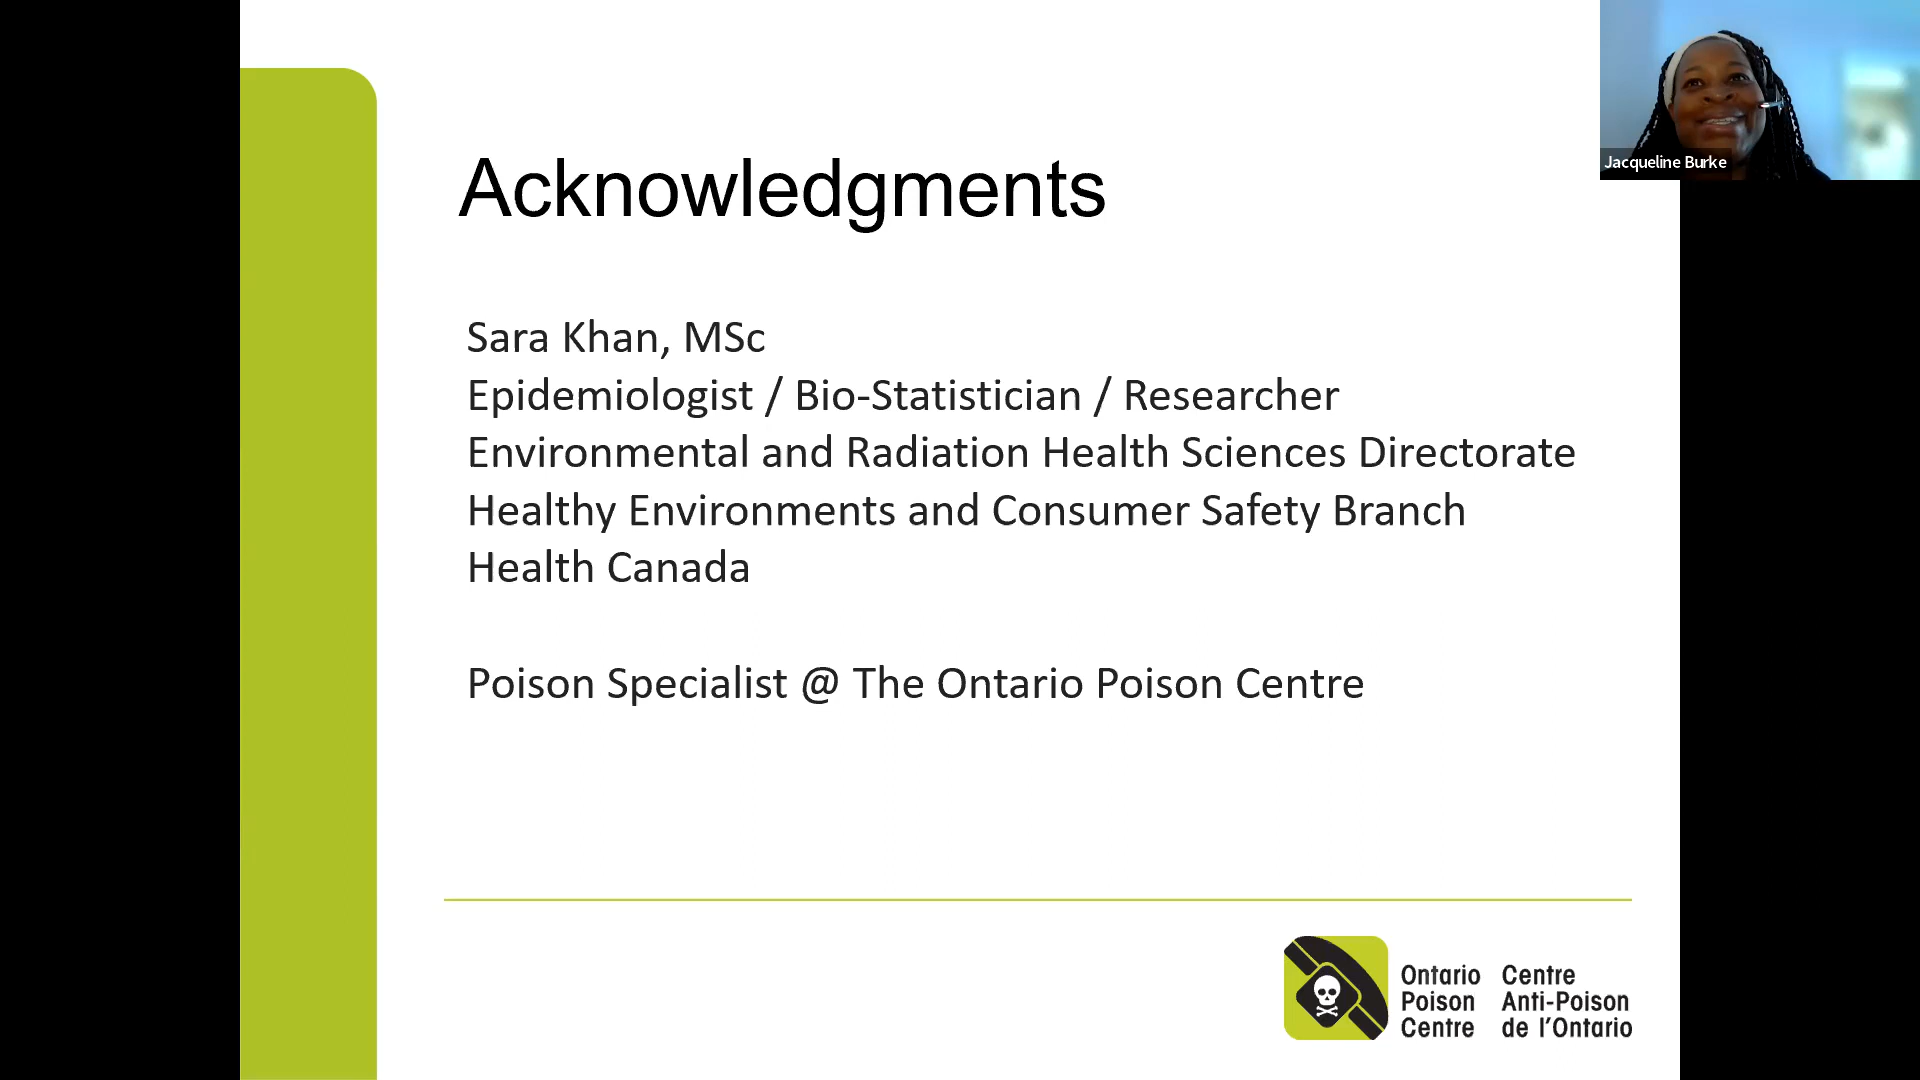 Acknowledgments
Jacqueline Burke
Sara Khan, MSc
Epidemiologist / Bio-Statistician / Researcher
Environmental and Radiation Health Sciences Directorate
Healthy Environments and Consumer Safety Branch
Health Canada
Poison Specialist @ The Ontario Poison Centre
Ontario
Poison
Centre
Centre
Anti-Poison
de l'Ontario